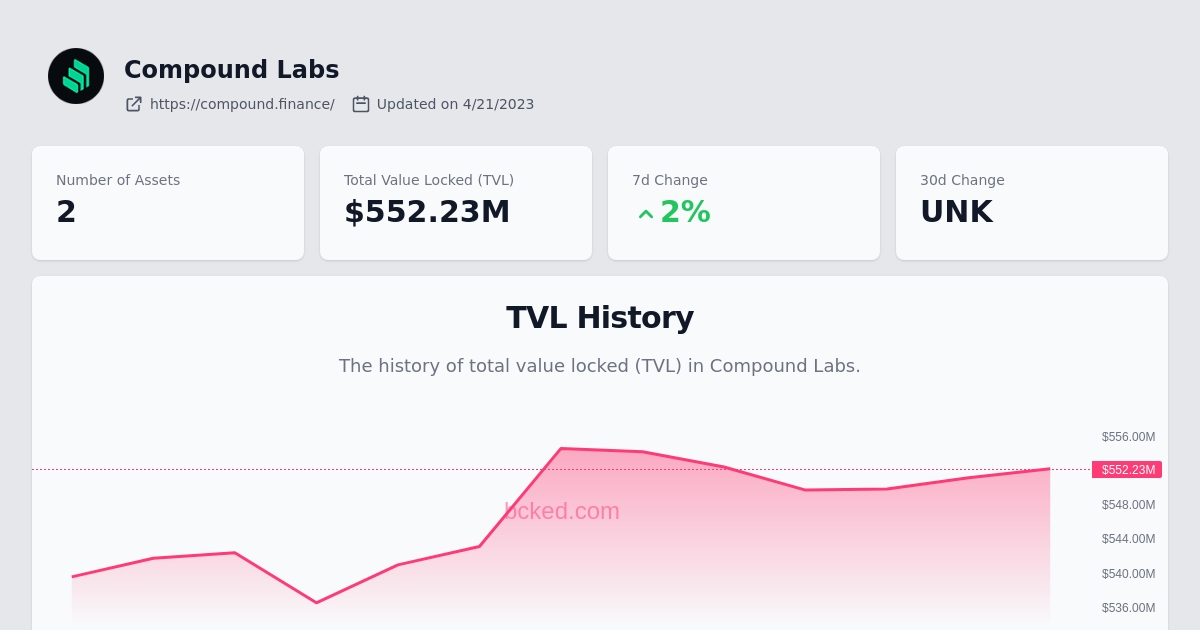 Compound Labs
https://compound.finance/ Updated on 4/21/2023
Number of Assets
2
Total Value Locked (TVL)
$552.23M
7d Change
2%
30d Change
UNK
TVL History
The history of total value locked (TVL) in Compound Labs.
$556.00M
$552.23M
bcked.com
$548.00M
$544.00M
$540.00M
$536.00M